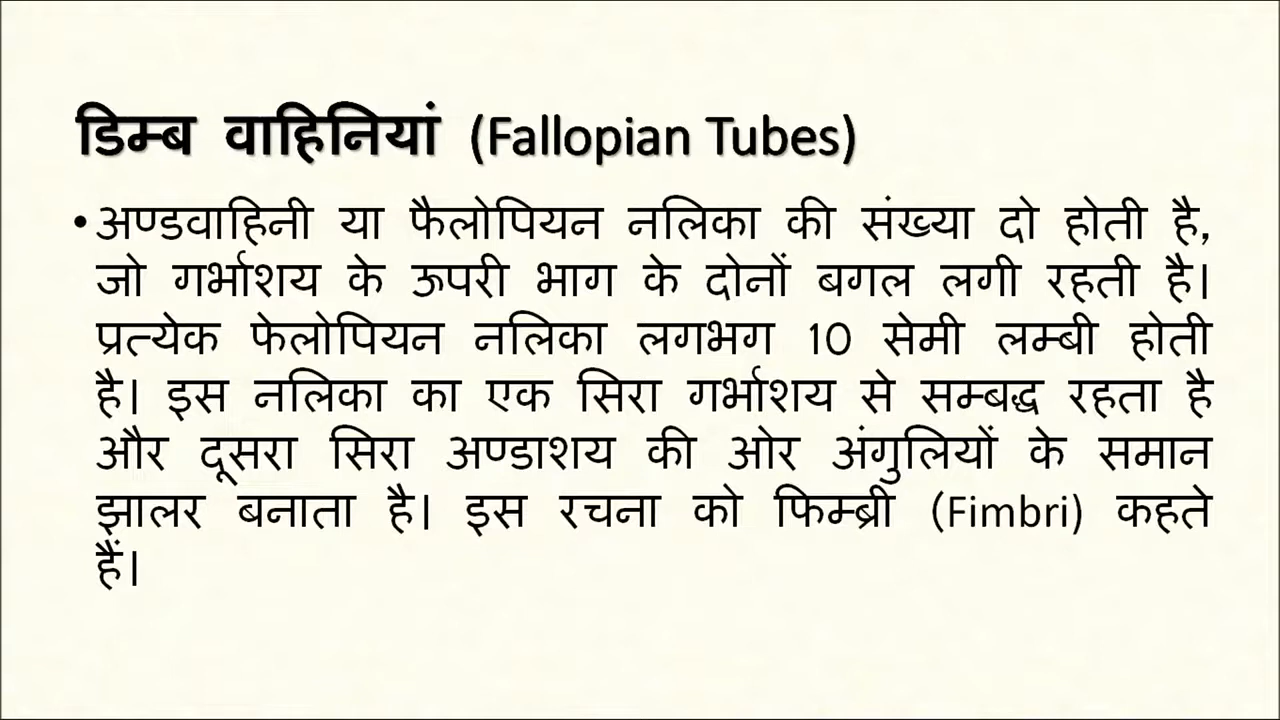 डिम्ब वाहिनियां (Fallopian Tubes)
• अण्डवाहिनी या फैलोपियन नलिका की संख्या दो होती है,
जो गर्भाशय के ऊपरी भाग के दोनों बगल लगी रहती है।
प्रत्येक फेलोपियन नलिका लगभग 10 सेमी लम्बी होती
है। इस नलिका का एक सिरा गर्भाशय से सम्बद्ध रहता है
और दूसरा सिरा अण्डाशय की ओर अंगुलियों के समान
झालर बनाता है। इस रचना को फिम्ब्री (Fimbri) कहते
हैं।